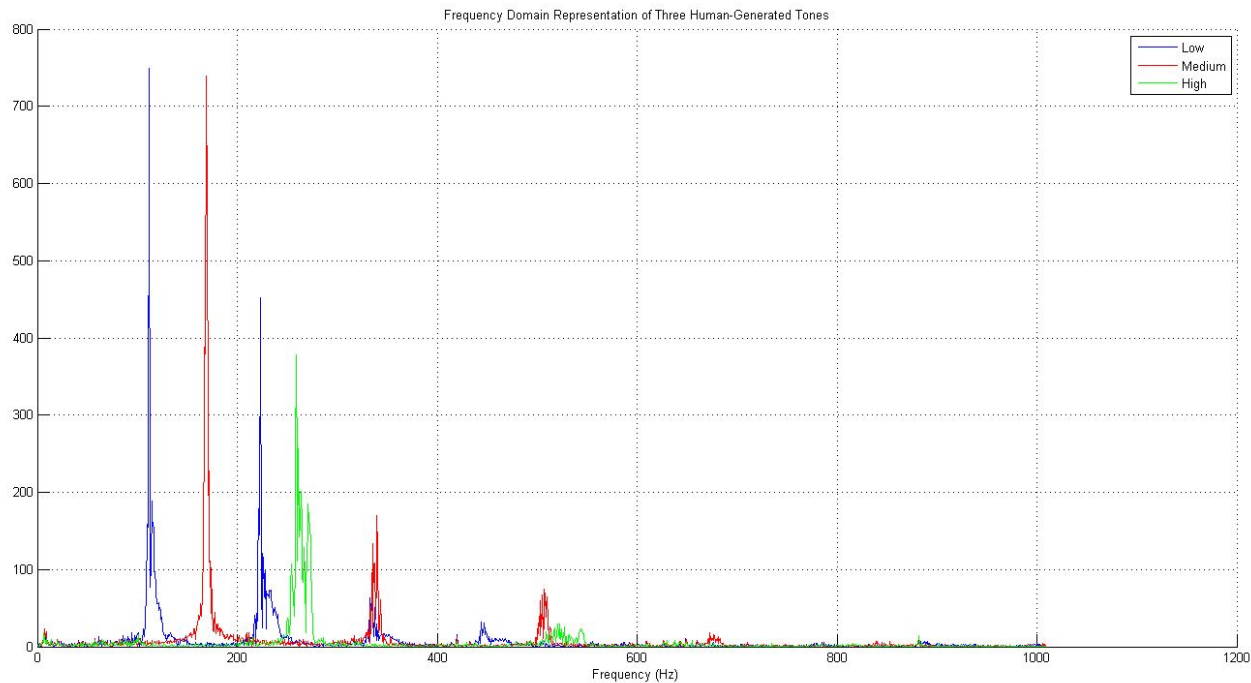 Frequency Domain Representation of Three Human-Generated Tones
800
700
600
500
400
300
200
100
0
Low
Medium
High
0 200 400 600 800 1000 1200
Frequency (Hz)